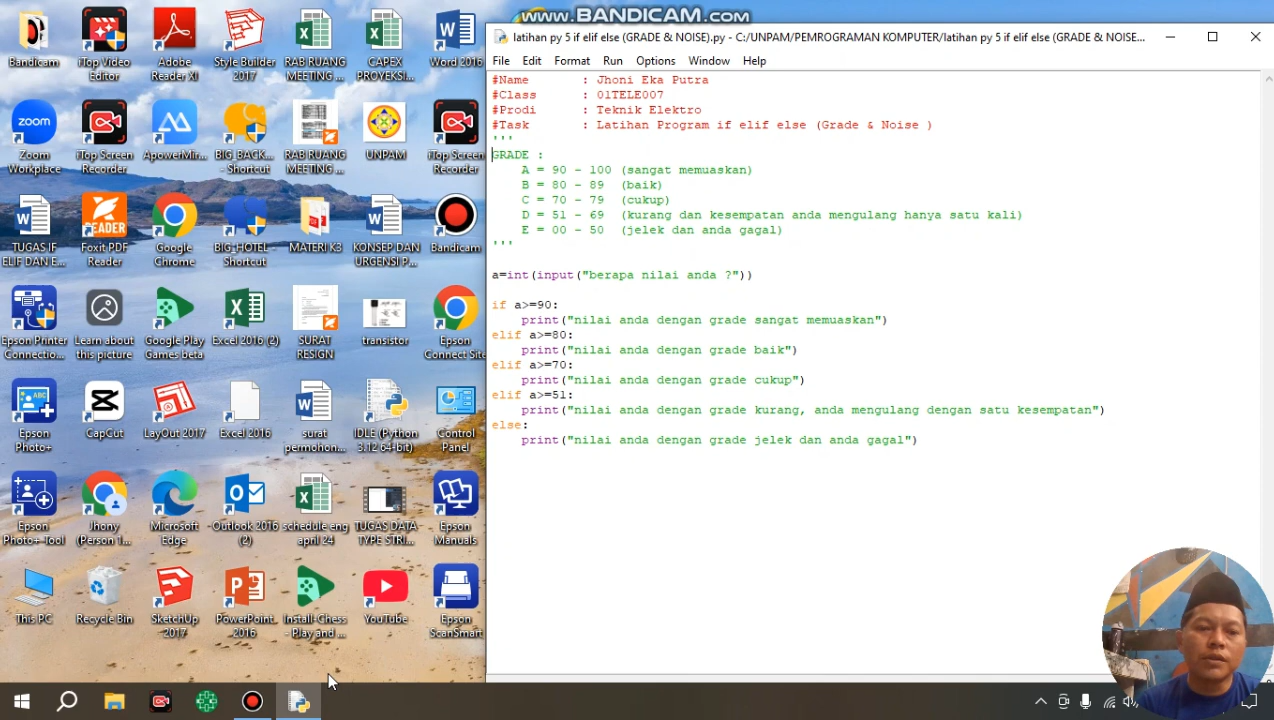 www.BANDICAM.com
latihan py 5 if elif else (GRADE & NOISE).py - C:/UNPAM/PEMROGRAMAN KOMPUTER/latihan py 5 if elif else (GRADE & NOISE...
File Edit Format Run Options Window Help
#Name : Jhoni Eka Putra
#Class : 01TELE007
#Prodi : Teknik Elektro
#Task : Latihan Program if elif else (Grade & Noise )
'''
GRADE :
A = 90 - 100 (sangat memuaskan)
B = 80 - 89 (baik)
C = 70 - 79 (cukup)
D = 51 - 69 (kurang dan kesempatan anda mengulang hanya satu kali)
E = 00 - 50 (jelek dan anda gagal)
'''
a=int(input("berapa nilai anda ?"))
if a>=90:
print("nilai anda dengan grade sangat memuaskan")
elif a>=80:
print("nilai anda dengan grade baik")
elif a>=70:
print("nilai anda dengan grade cukup")
elif a>=51:
print("nilai anda dengan grade kurang, anda mengulang dengan satu kesempatan")
else:
print("nilai anda dengan grade jelek dan anda gagal")
Bandicam
iTop Video
Editor
Adobe
Reader XI
Style Builder
2017
RAB RUANG
MEETING ...
CAPEX
PROYEKSI...
Word 2016
zoom
Zoom
Workplace
iTop Screen
Recorder
ApowerMir...
BIG_BACK...
- Shortcut
RAB RUANG
MEETING ...
UNPAM
iTop Screen
Recorder
TUGAS IF
ELIF DAN E...
READER
Foxit PDF
Reader
Google
Chrome
BIG_HOTEL -
Shortcut
MATERI K3
KONSEP DAN
URGENSI P...
Bandicam
Epson Printer
Connectio...
Learn about
this picture
Google Play
Games beta
Excel 2016 (2)
SURAT
RESIGN
transistor
Epson
Connect Site
Epson
Photo+
CapCut
LayOut 2017
Excel 2016
surat
permohon...
IDLE (Python
3.12 64-bit)
Control
Panel
Epson
Photo+ Tool
Jhony
(Person 1...
Microsoft
Edge
Outlook 2016
(2)
schedule eng
april 24
TUGAS DATA
TYPE STRI...
Epson
Manuals
This PC
Recycle Bin
SketchUp
2017
PowerPoint
2016
Install-Chess
- Play and ...
YouTube
Epson
ScanSmart